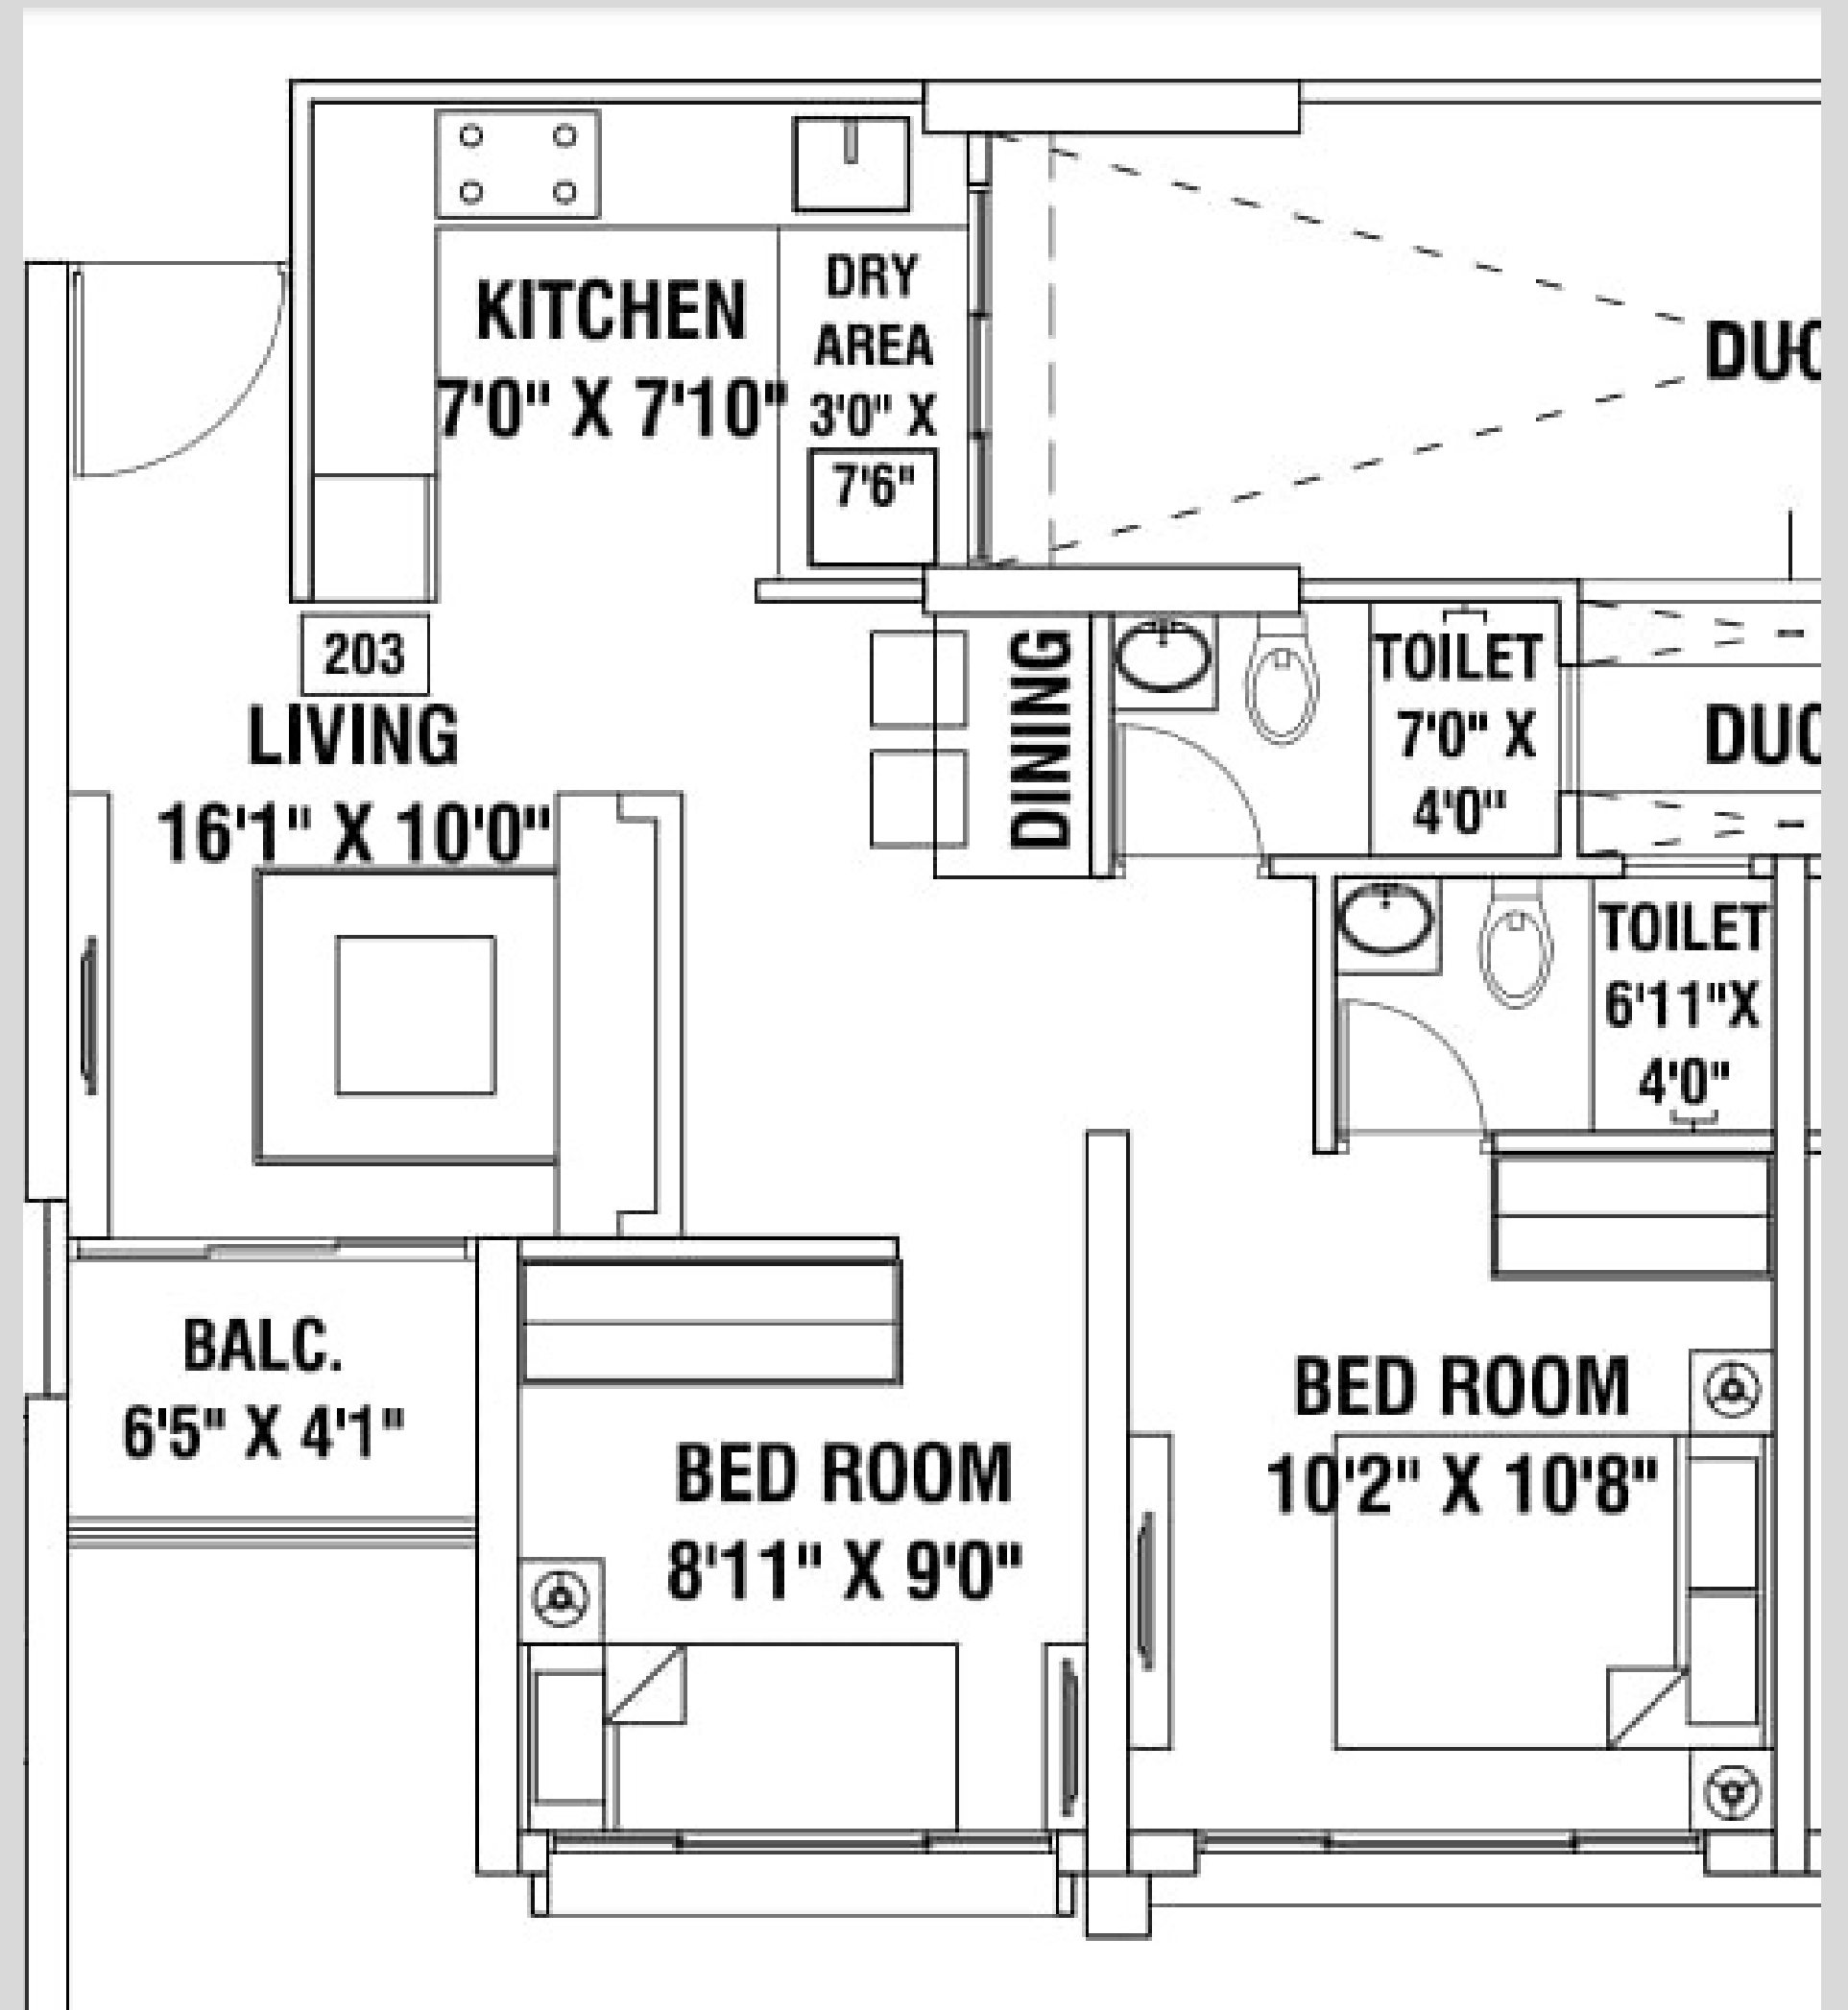 KITCHEN
7'0" X 7'10"
DRY
AREA
3'0" X
7'6"
DUC
203
LIVING
16'1" X 10'0"
DINING
TOILET
7'0" X
4'0"
DUC
TOILET
6'11"X
4'0"
BALC.
6'5" X 4'1"
BED ROOM
8'11" X 9'0"
BED ROOM
10'2" X 10'8"